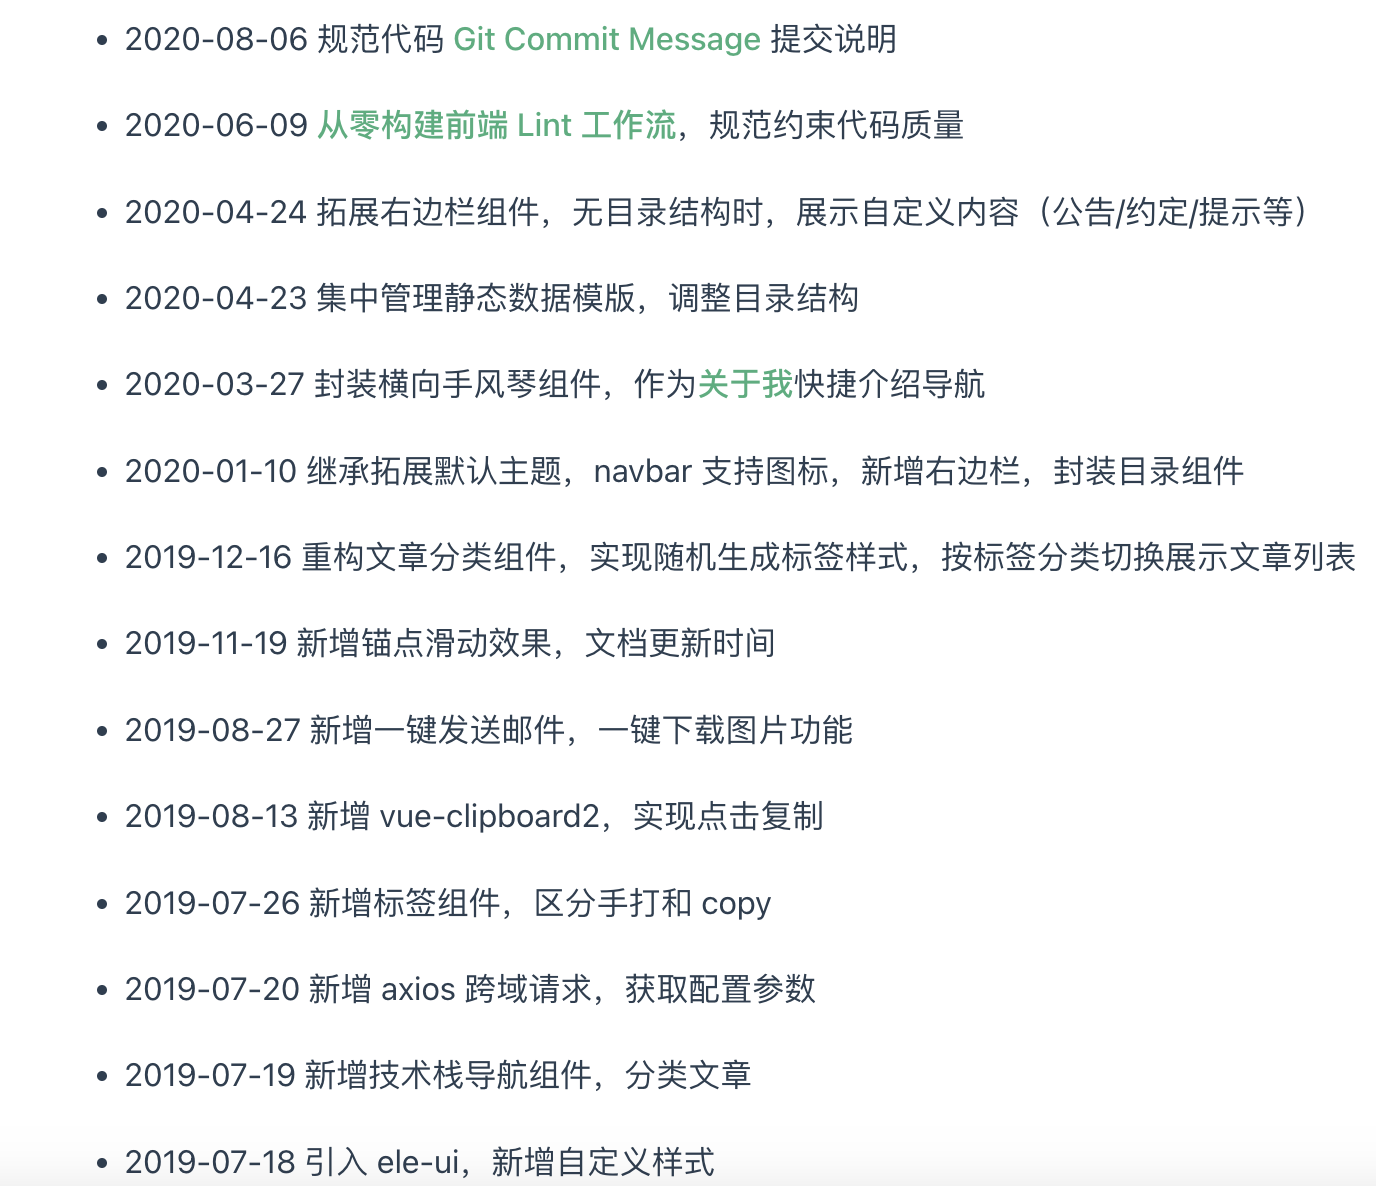 2020-08-06 规范代码 Git Commit Message 提交说明
2020-06-09 从零构建前端 Lint 工作流，规范约束代码质量
2020-04-24 拓展右边栏组件，无目录结构时，展示自定义内容（公告/约定/提示等）
2020-04-23 集中管理静态数据模版，调整目录结构
2020-03-27 封装横向手风琴组件，作为关于我快捷介绍导航
2020-01-10 继承拓展默认主题，navbar 支持图标，新增右边栏，封装目录组件
2019-12-16 重构文章分类组件，实现随机生成标签样式，按标签分类切换展示文章列表
2019-11-19 新增锚点滑动效果，文档更新时间
2019-08-27 新增一键发送邮件，一键下载图片功能
2019-08-13 新增 vue-clipboard2，实现点击复制
2019-07-26 新增标签组件，区分手打和 copy
2019-07-20 新增 axios 跨域请求，获取配置参数
2019-07-19 新增技术栈导航组件，分类文章
2019-07-18 引入 ele-ui，新增自定义样式